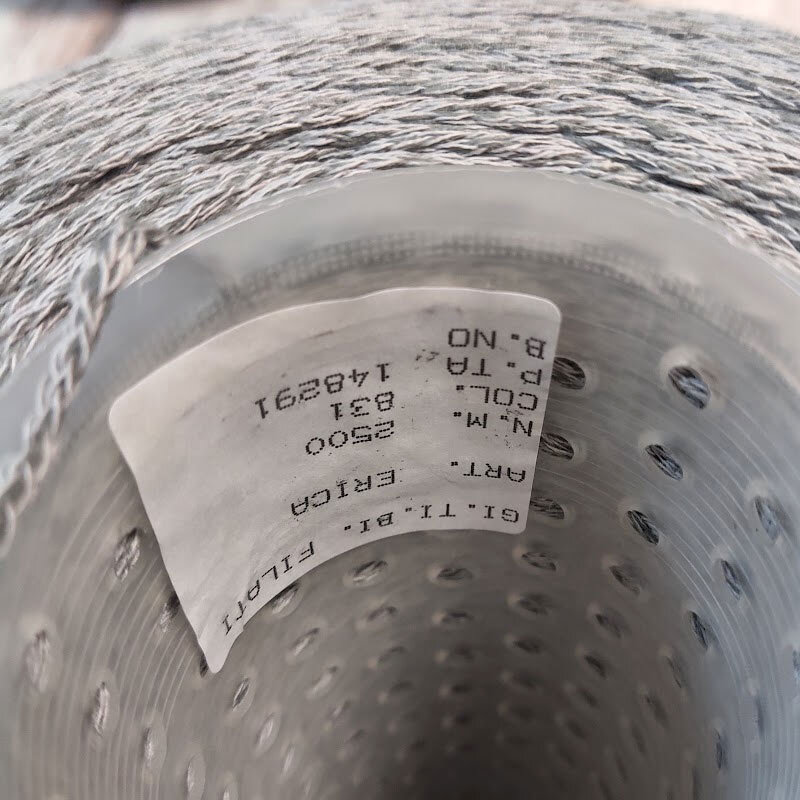 GI.TI.BI. FILATI
ART. ERICA
N.M. 2500
COL. 831
P.TA 148291
B.NO